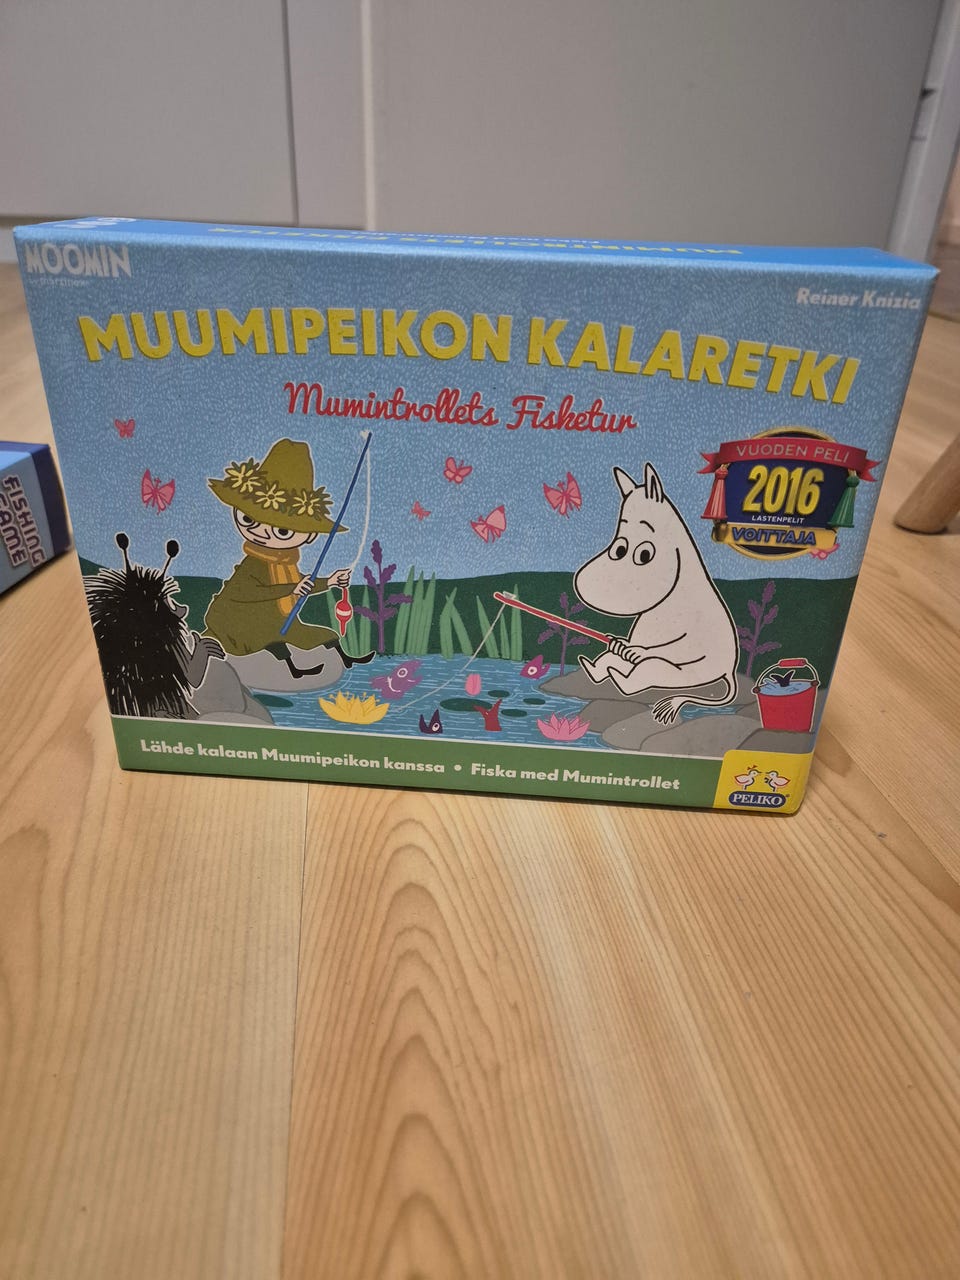 MOOMIN
Reiner Knizia
MUUMIPEIKON KALARETKI
Mumintrollets Fisketur
VUODEN PELI
2016
LASTENPELIT
VOITTAJA
Lähde kalaan Muumipeikon kanssa • Fiska med Mumintrollet
PELIKO
FISHING
GAME